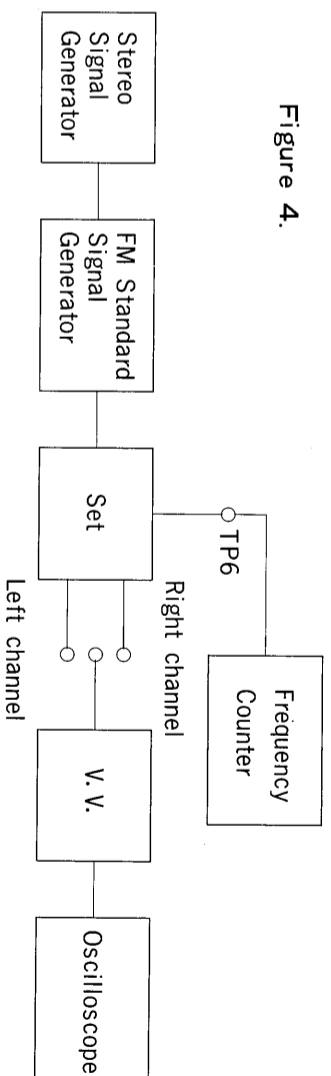 Figure 4.
Stereo
Signal
Generator
FM Standard
Signal
Generator
Set
TP6
Frequency
Counter
Right channel
Left channel
V. V.
Oscilloscope